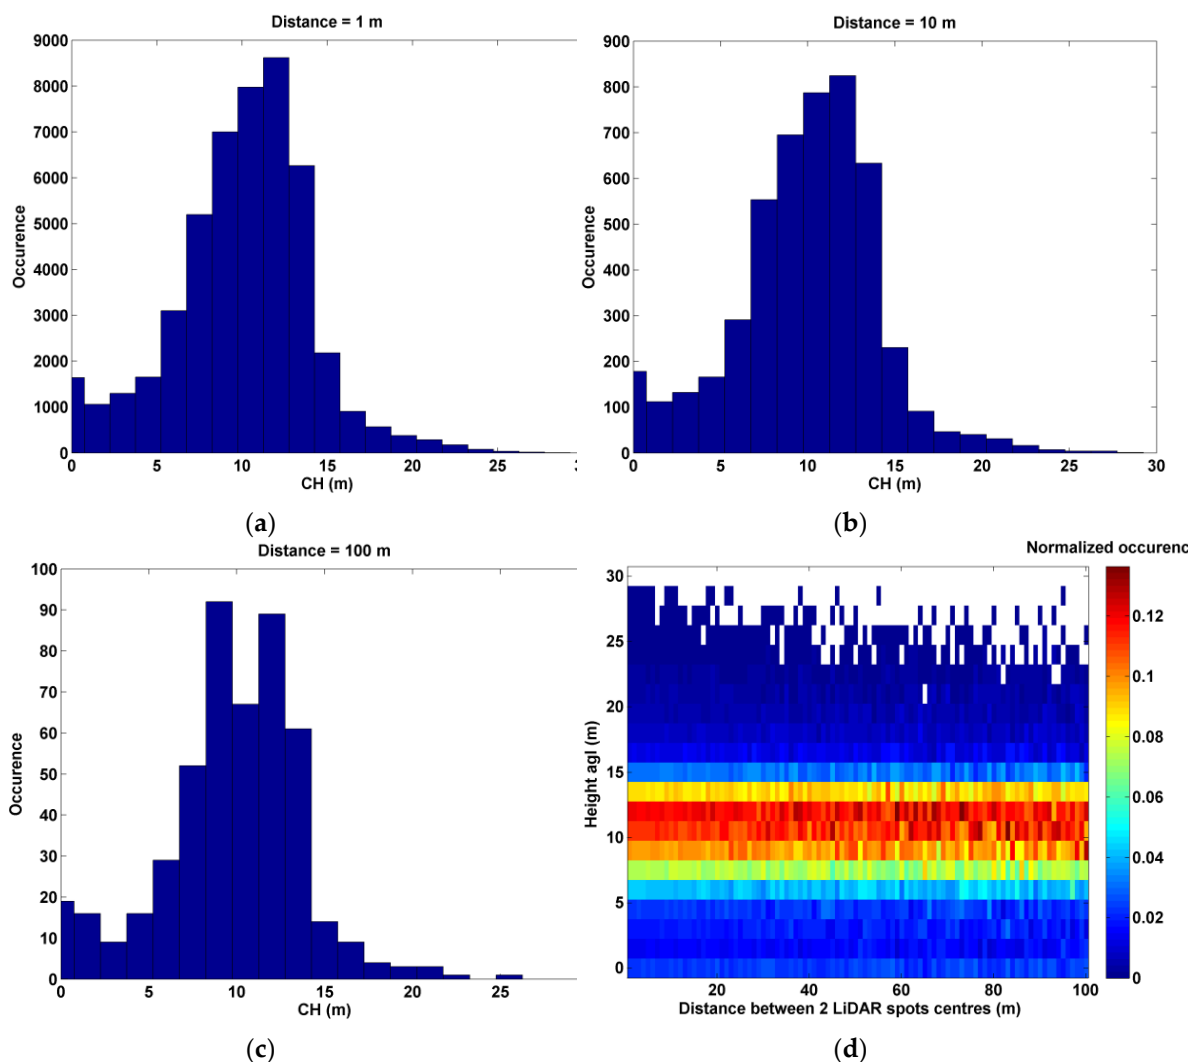 Distance = 1 m
9000
8000
7000
6000
5000
4000
3000
2000
1000
0
Occurence
0 5 10 15 20 25
CH (m)
(a)
Distance = 10 m
900
800
700
600
500
400
300
200
100
0
Occurence
0 5 10 15 20 25 30
CH (m)
(b)
Distance = 100 m
100
90
80
70
60
50
40
30
20
10
0
Occurence
0 5 10 15 20 25
CH (m)
(c)
Normalized occurenc
30
25
20
15
10
5
0
Height agl (m)
20 40 60 80 100
Distance between 2 LiDAR spots centres (m)
0.12
0.1
0.08
0.06
0.04
0.02
0
(d)